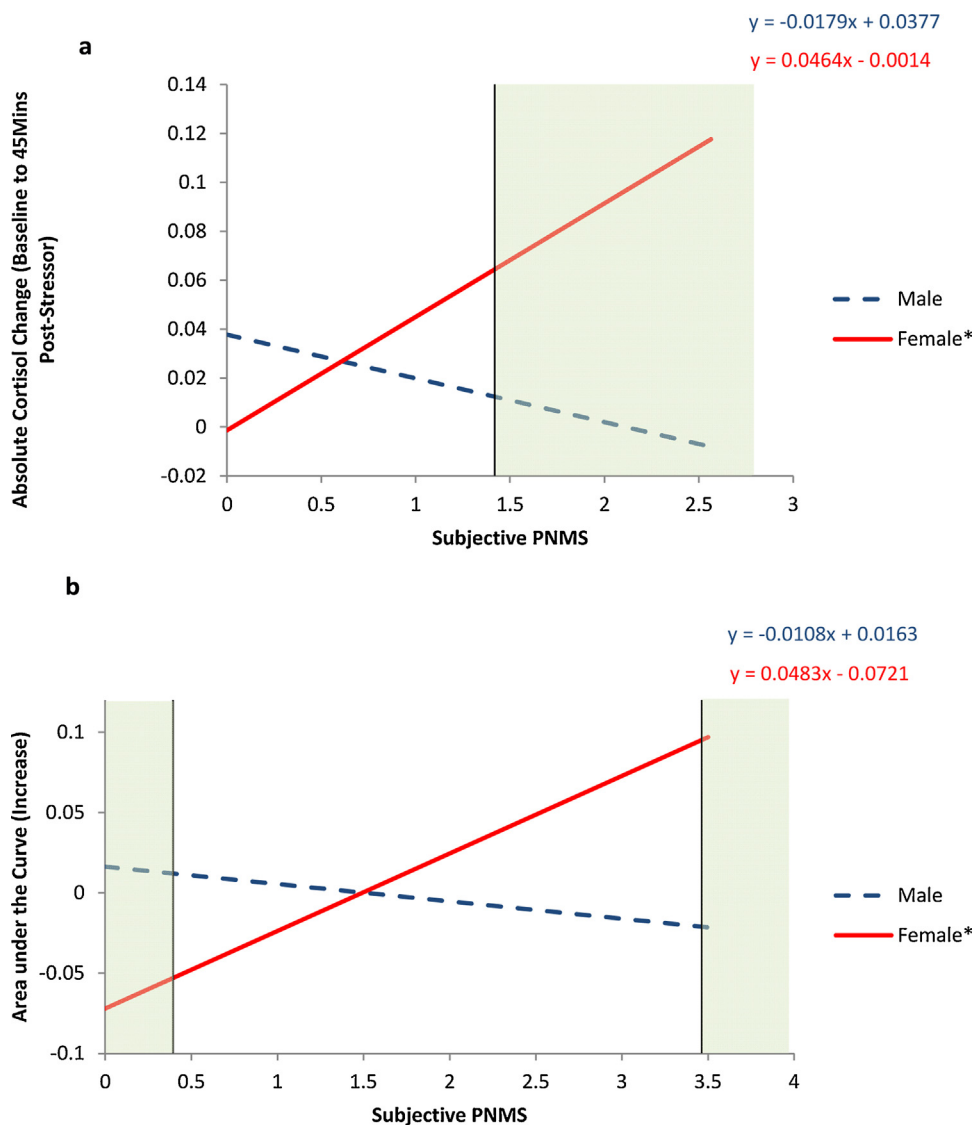 y = -0.0179x + 0.0377
a
y = 0.0464x - 0.0014
0.14
0.12
0.1
0.08
0.06
0.04
0.02
0
-0.02
Absolute Cortisol Change (Baseline to 45Mins
Post-Stressor)
Male
Female*
0 0.5 1 1.5 2 2.5 3
Subjective PNMS
b
y = -0.0108x + 0.0163
y = 0.0483x - 0.0721
0.1
0.05
0
-0.05
-0.1
Area under the Curve (Increase)
Male
Female*
0 0.5 1 1.5 2 2.5 3 3.5 4
Subjective PNMS